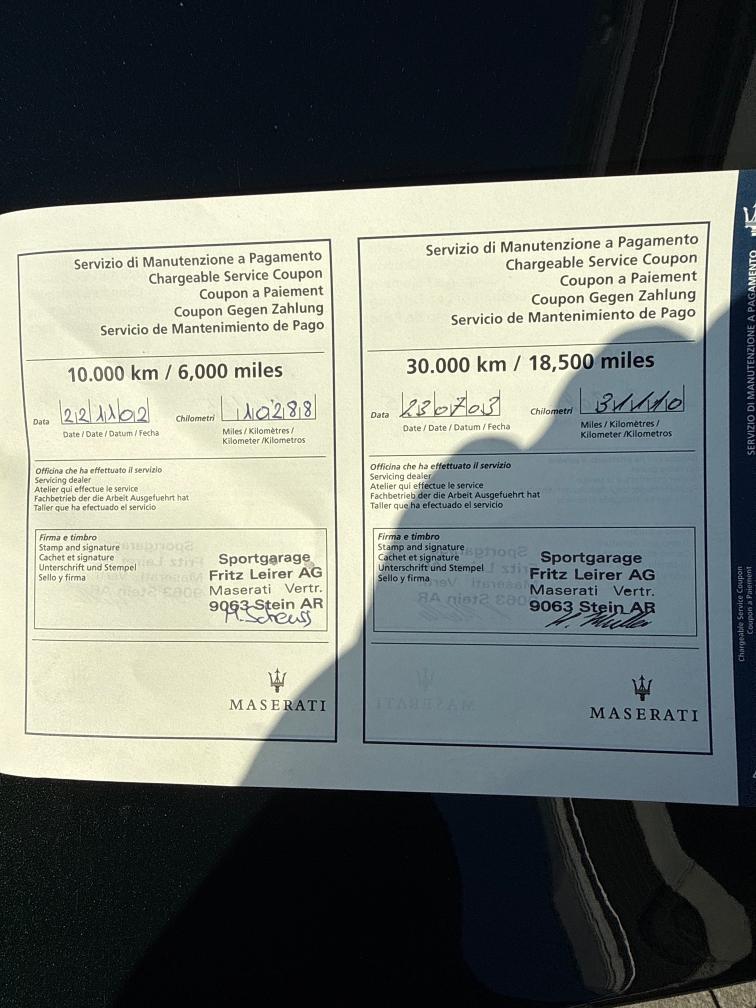 Servizio di Manutenzione a Pagamento
Chargeable Service Coupon
Coupon a Paiement
Coupon Gegen Zahlung
Servicio de Mantenimiento de Pago
10.000 km / 6,000 miles
Data 221102 Chilometri 10288
Date / Date / Datum / Fecha
Miles / Kilomètres /
Kilometer /Kilometros
Officina che ha effettuato il servizio
Servicing dealer
Atelier qui effectue le service
Fachbetrieb der die Arbeit Ausgefuehrt hat
Taller que ha efectuado el servicio
Firma e timbro
Stamp and signature
Cachet et signature
Unterschrift und Stempel
Sello y firma
Sportgarage
Fritz Leirer AG
Maserati Vertr.
9063 Stein AR
MASERATI
Servizio di Manutenzione a Pagamento
Chargeable Service Coupon
Coupon a Paiement
Coupon Gegen Zahlung
Servicio de Mantenimiento de Pago
30.000 km / 18,500 miles
Data 230703 Chilometri 31110
Date / Date / Datum / Fecha
Miles / Kilomètres /
Kilometer /Kilometros
Officina che ha effettuato il servizio
Servicing dealer
Atelier qui effectue le service
Fachbetrieb der die Arbeit Ausgefuehrt hat
Taller que ha efectuado el servicio
Firma e timbro
Stamp and signature
Cachet et signature
Unterschrift und Stempel
Sello y firma
Sportgarage
Fritz Leirer AG
Maserati Vertr.
9063 Stein AR
MASERATI
SERVIZIO DI MANUTENZIONE A PAGAMENTO
Chargeable Service Coupon
Coupon a Paiement